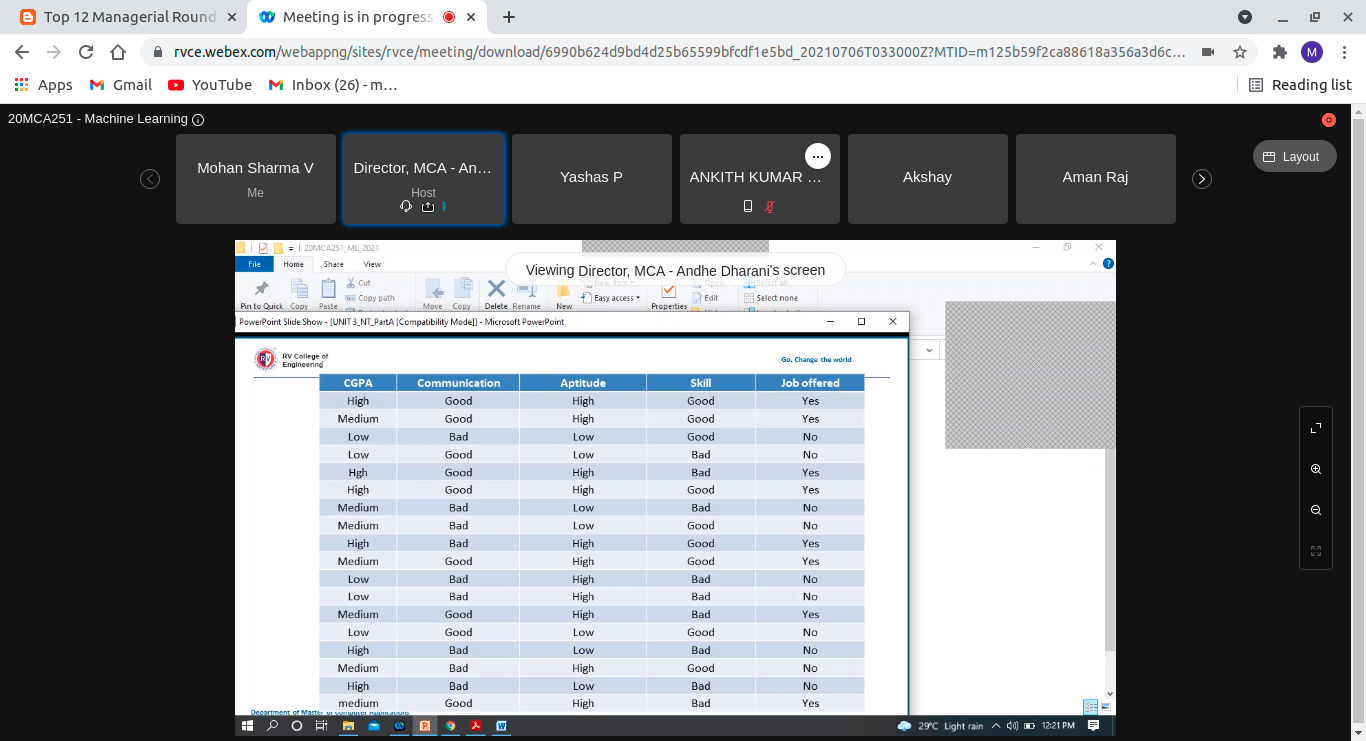 Top 12 Managerial Round
Meeting is in progress
rvce.webex.com/webappng/sites/rvce/meeting/download/6990b624d9bd4d25b65599bfcdf1e5bd_20210706T033000Z?MTID=m125b59f2ca88618a356a3d6c...
M
Apps Gmail YouTube Inbox (26) - m... Reading list
20MCA251 - Machine Learning
Layout
Mohan Sharma V
Me
Director, MCA - An...
Host
Yashas P
ANKITH KUMAR ...
Akshay
Aman Raj
20MCA251_ML_2021
File Home Share View
Viewing Director, MCA - Andhe Dharani's screen
Cut
Copy path
Pin to Quick Copy Paste
Move Copy Delete Rename New
Easy access
Properties
Edit
Select all
Select none
PowerPoint Slide Show - [UNIT 3_NT_PartA [Compatibility Mode]] - Microsoft PowerPoint
RV
RV College of
Engineering
Go, Change the world
CGPA Communication Aptitude Skill Job offered
High Good High Good Yes
Medium Good High Good Yes
Low Bad Low Good No
Low Good Low Bad No
Hgh Good High Bad Yes
High Good High Good Yes
Medium Bad Low Bad No
Medium Bad Low Good No
High Bad High Good Yes
Medium Good High Good Yes
Low Bad High Bad No
Low Bad High Bad No
Medium Good High Bad Yes
Low Good Low Good No
High Bad Low Bad No
Medium Bad High Good No
High Bad Low Bad No
medium Good High Bad Yes
Department of Master of Computer Applications
29°C Light rain 12:21 PM